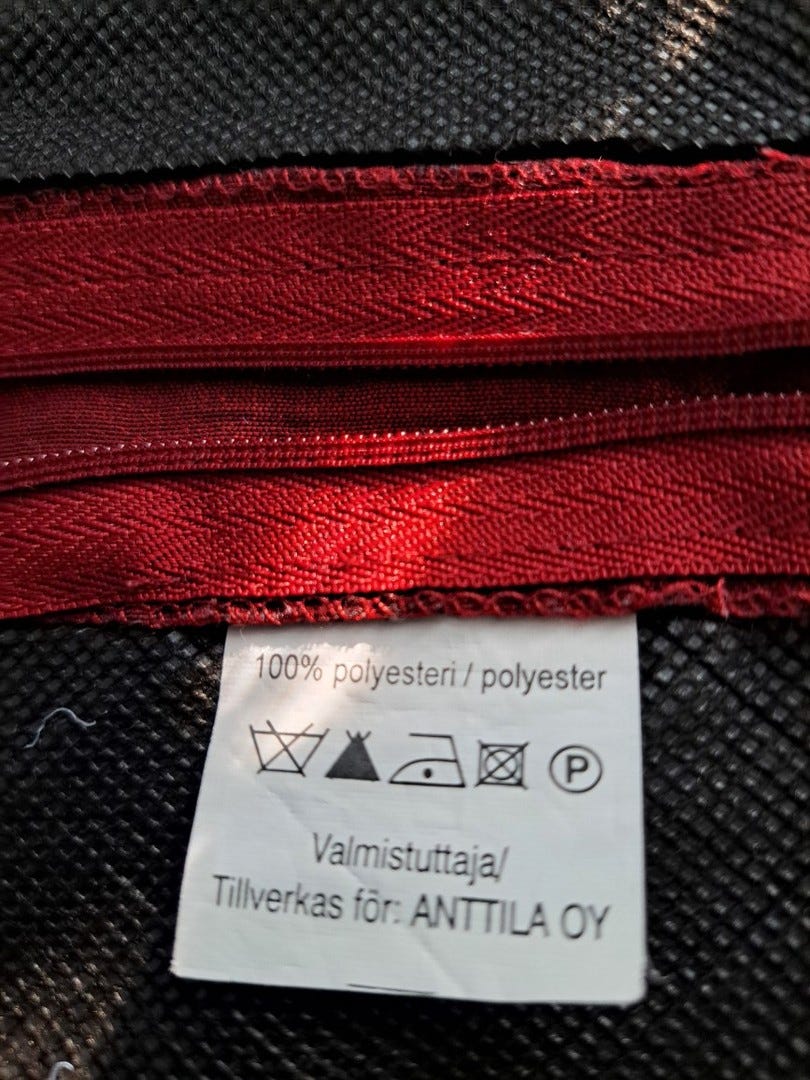 100% polyesteri / polyester
P
Valmistuttaja/
Tillverkas för: ANTTILA OY